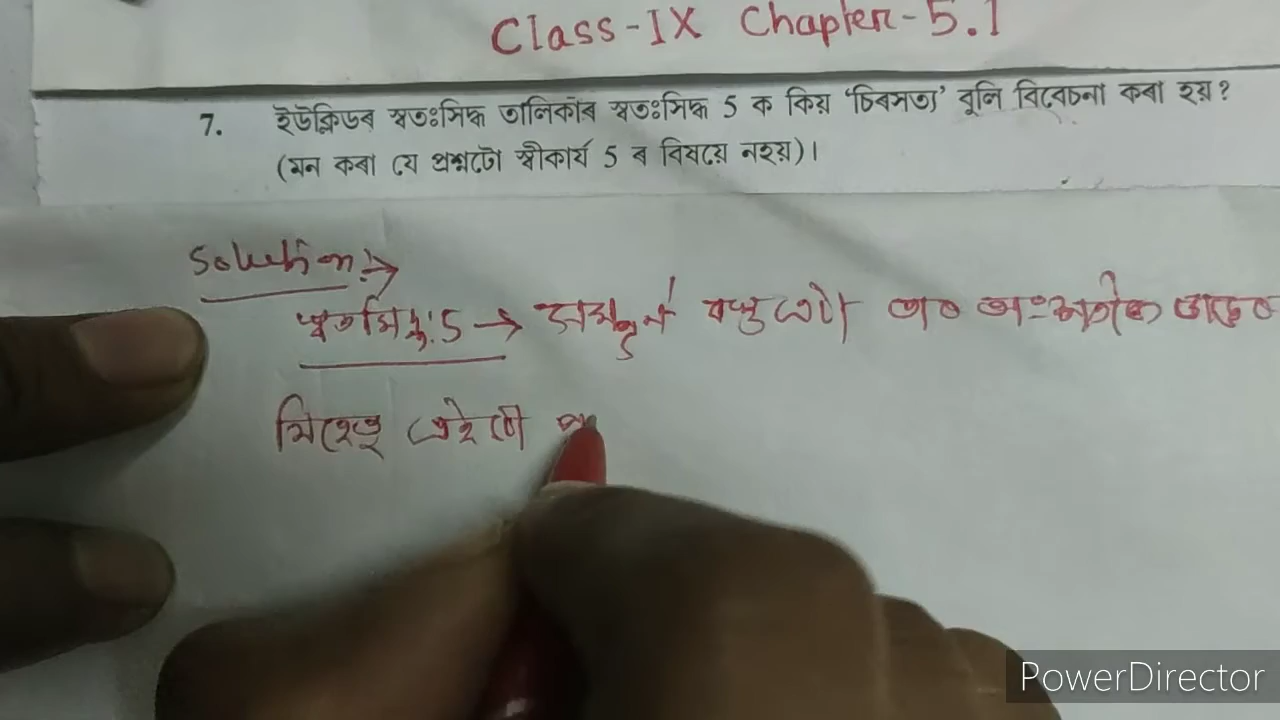 Class-IX Chapter-5.1
7. ইউক্লিডৰ স্বতঃসিদ্ধ তালিকাৰ স্বতঃসিদ্ধ 5 ক কিয় ‘চিৰসত্য’ বুলি বিবেচনা কৰা হয়?
(মন কৰা যে প্ৰশ্নটো স্বীকাৰ্য 5 ৰ বিষয়ে নহয়)।
Solution:→
স্বতসিদ্ধ:5 → সম্পূৰ্ণ বস্তুটো তাৰ অংশতকৈ ডাঙৰ
যিহেতু এইটো
PowerDirector